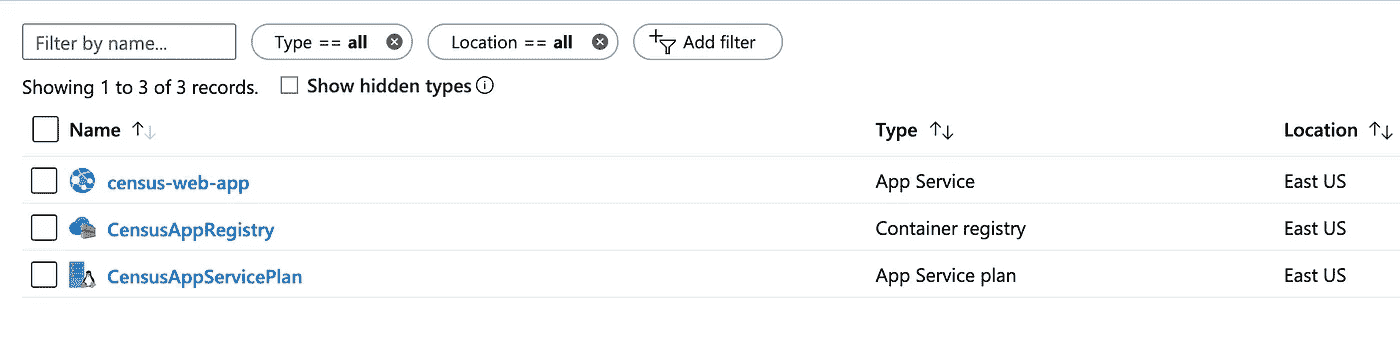 Filter by name... Type == all Location == all Add filter
Showing 1 to 3 of 3 records. Show hidden types
Name Type Location
census-web-app App Service East US
CensusAppRegistry Container registry East US
CensusAppServicePlan App Service plan East US